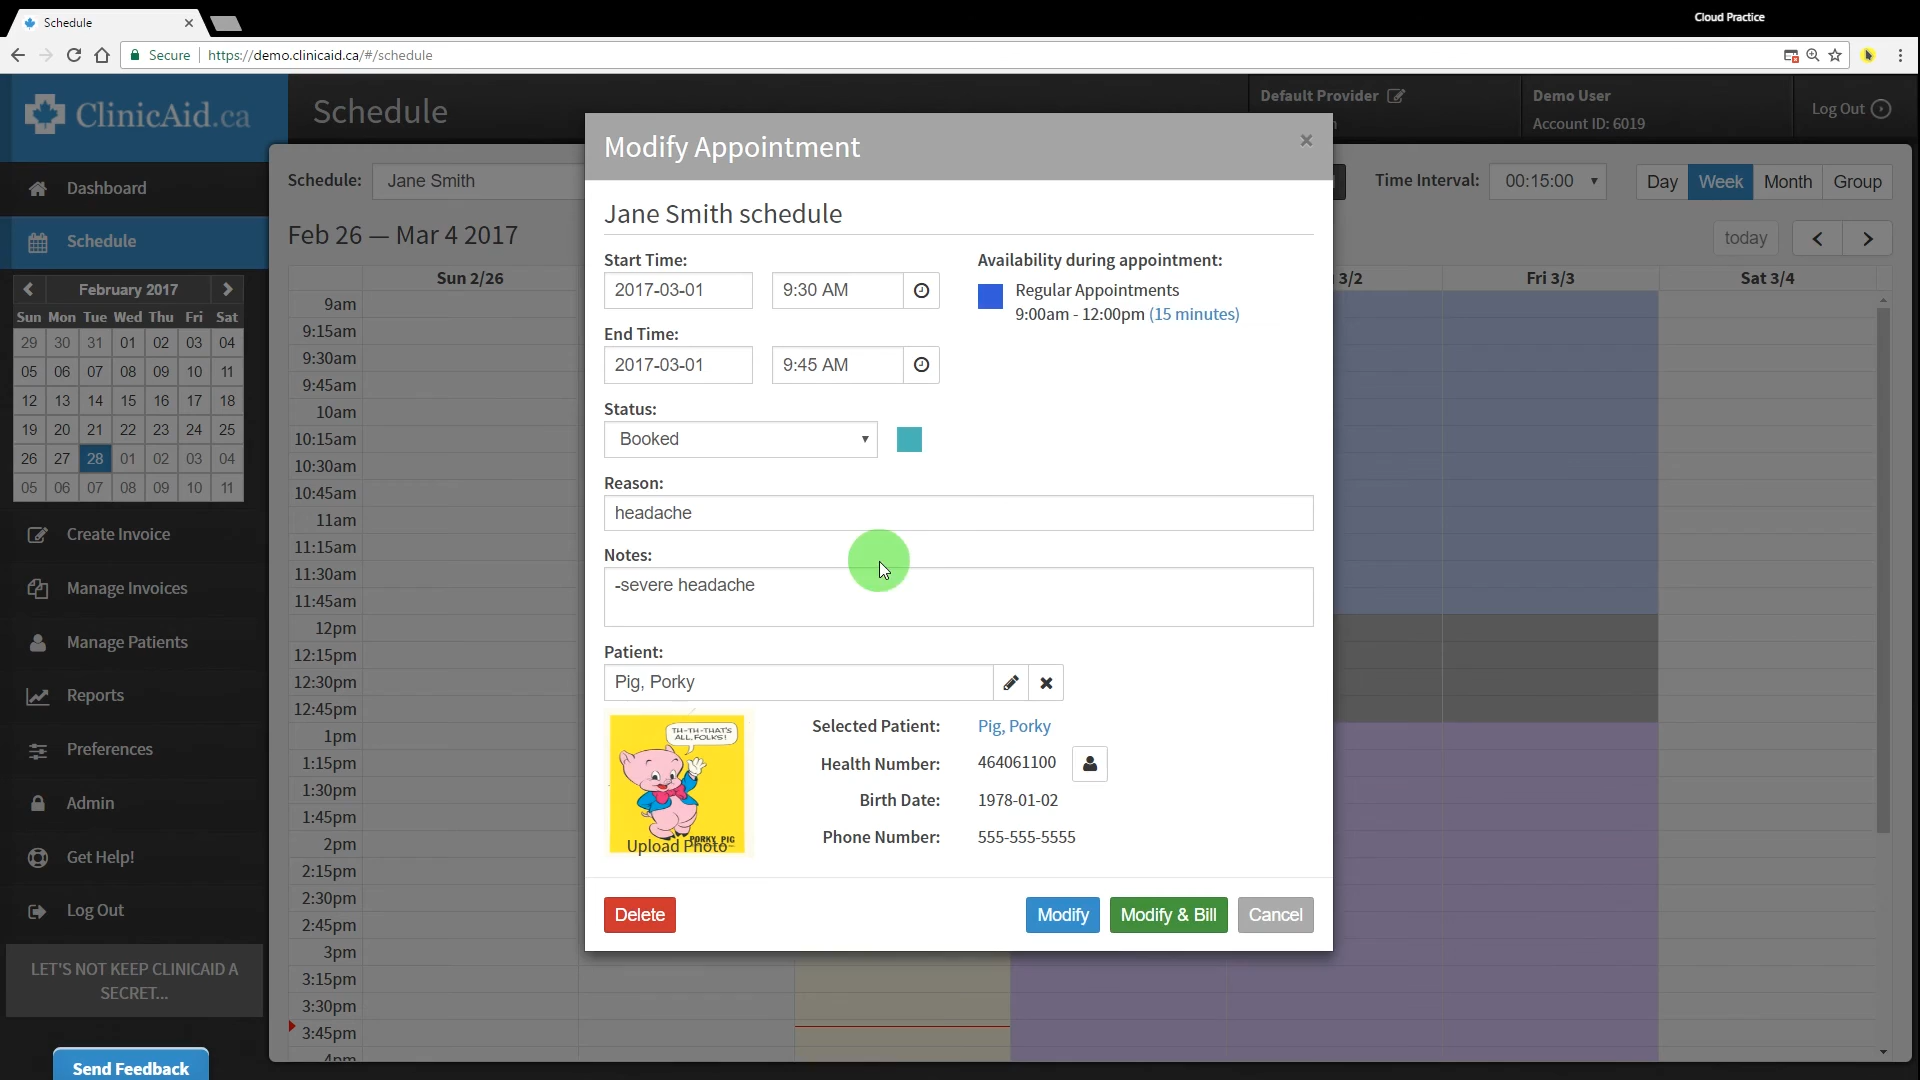 Schedule
Cloud Practice
Secure https://demo.clinicaid.ca/#/schedule
ClinicAid.ca
Schedule
Default Provider
Demo User
Account ID: 6019
Log Out
Dashboard
Schedule
February 2017
Sun Mon Tue Wed Thu Fri Sat
29 30 31 01 02 03 04
05 06 07 08 09 10 11
12 13 14 15 16 17 18
19 20 21 22 23 24 25
26 27 28 01 02 03 04
05 06 07 08 09 10 11
Create Invoice
Manage Invoices
Manage Patients
Reports
Preferences
Admin
Get Help!
Log Out
LET'S NOT KEEP CLINICAID A
SECRET...
Send Feedback
Schedule: Jane Smith
Time Interval: 00:15:00
Day Week Month Group
Feb 26 — Mar 4 2017
today
Sun 2/26
3/2
Fri 3/3
Sat 3/4
9am
9:15am
9:30am
9:45am
10am
10:15am
10:30am
10:45am
11am
11:15am
11:30am
11:45am
12pm
12:15pm
12:30pm
12:45pm
1pm
1:15pm
1:30pm
1:45pm
2pm
2:15pm
2:30pm
2:45pm
3pm
3:15pm
3:30pm
3:45pm
4pm
Modify Appointment
Jane Smith schedule
Start Time:
2017-03-01 9:30 AM
End Time:
2017-03-01 9:45 AM
Availability during appointment:
Regular Appointments
9:00am - 12:00pm (15 minutes)
Status:
Booked
Reason:
headache
Notes:
-severe headache
Patient:
Pig, Porky
TH-TH-THAT'S
ALL, FOLKS!
PORKY PIG
Upload Photo
Selected Patient: Pig, Porky
Health Number: 464061100
Birth Date: 1978-01-02
Phone Number: 555-555-5555
Delete
Modify
Modify & Bill
Cancel